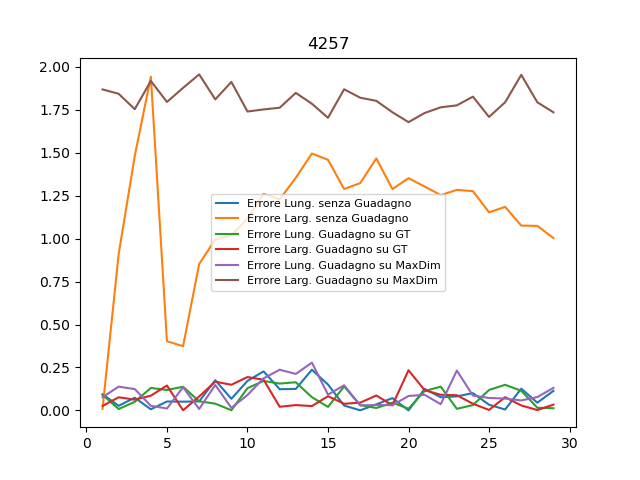 4257
2.00
1.75
1.50
1.25
1.00
0.75
0.50
0.25
0.00
Errore Lung. senza Guadagno
Errore Larg. senza Guadagno
Errore Lung. Guadagno su GT
Errore Larg. Guadagno su GT
Errore Lung. Guadagno su MaxDim
Errore Larg. Guadagno su MaxDim
0 5 10 15 20 25 30